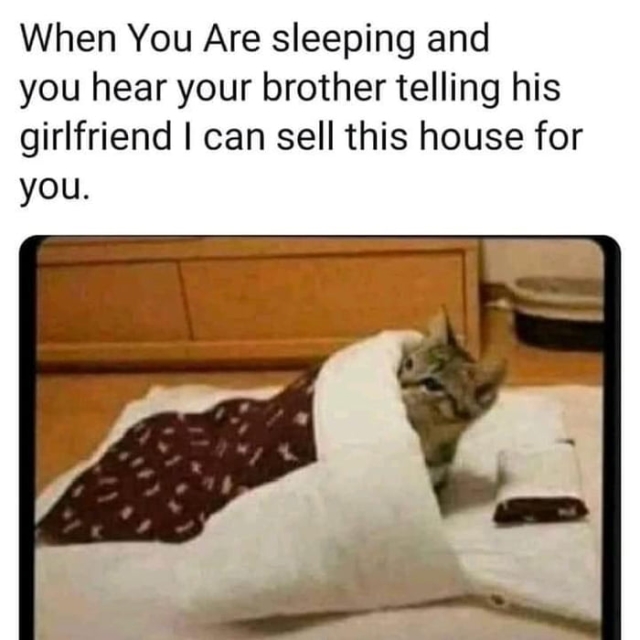 When You Are sleeping and
you hear your brother telling his
girlfriend I can sell this house for
you.